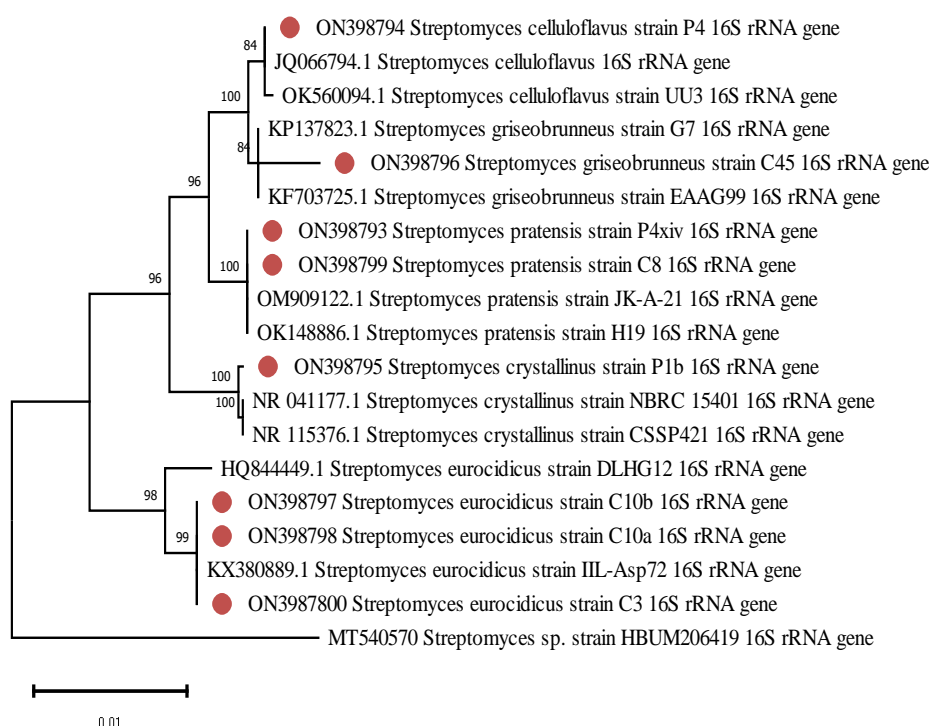 ON398794 Streptomyces celluloflavus strain P4 16S rRNA gene
84
JQ066794.1 Streptomyces celluloflavus 16S rRNA gene
100
OK560094.1 Streptomyces celluloflavus strain UU3 16S rRNA gene
KP137823.1 Streptomyces griseobrunneus strain G7 16S rRNA gene
84
ON398796 Streptomyces griseobrunneus strain C45 16S rRNA gene
96
KF703725.1 Streptomyces griseobrunneus strain EAAG99 16S rRNA gene
ON398793 Streptomyces pratensis strain P4xiv 16S rRNA gene
100
ON398799 Streptomyces pratensis strain C8 16S rRNA gene
96
OM909122.1 Streptomyces pratensis strain JK-A-21 16S rRNA gene
OK148886.1 Streptomyces pratensis strain H19 16S rRNA gene
ON398795 Streptomyces crystallinus strain P1b 16S rRNA gene
100
100
NR 041177.1 Streptomyces crystallinus strain NBRC 15401 16S rRNA gene
NR 115376.1 Streptomyces crystallinus strain CSSP421 16S rRNA gene
HQ844449.1 Streptomyces eurocidicus strain DLHG12 16S rRNA gene
98
ON398797 Streptomyces eurocidicus strain C10b 16S rRNA gene
99
ON398798 Streptomyces eurocidicus strain C10a 16S rRNA gene
KX380889.1 Streptomyces eurocidicus strain IIL-Asp72 16S rRNA gene
ON3987800 Streptomyces eurocidicus strain C3 16S rRNA gene
MT540570 Streptomyces sp. strain HBUM206419 16S rRNA gene
0.01